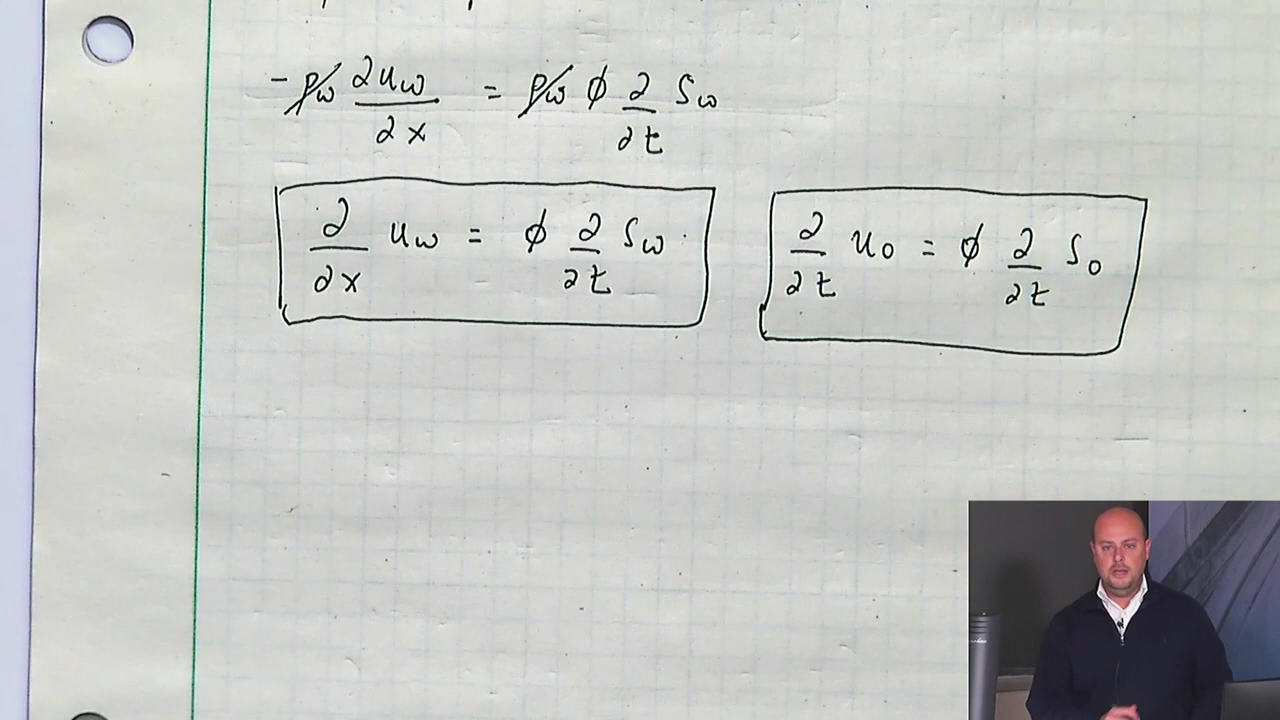 -ρw ∂uw/∂x = ρw ϕ ∂/∂t Sw
∂/∂x uw = ϕ ∂/∂t Sw
∂/∂t uo = ϕ ∂/∂t So